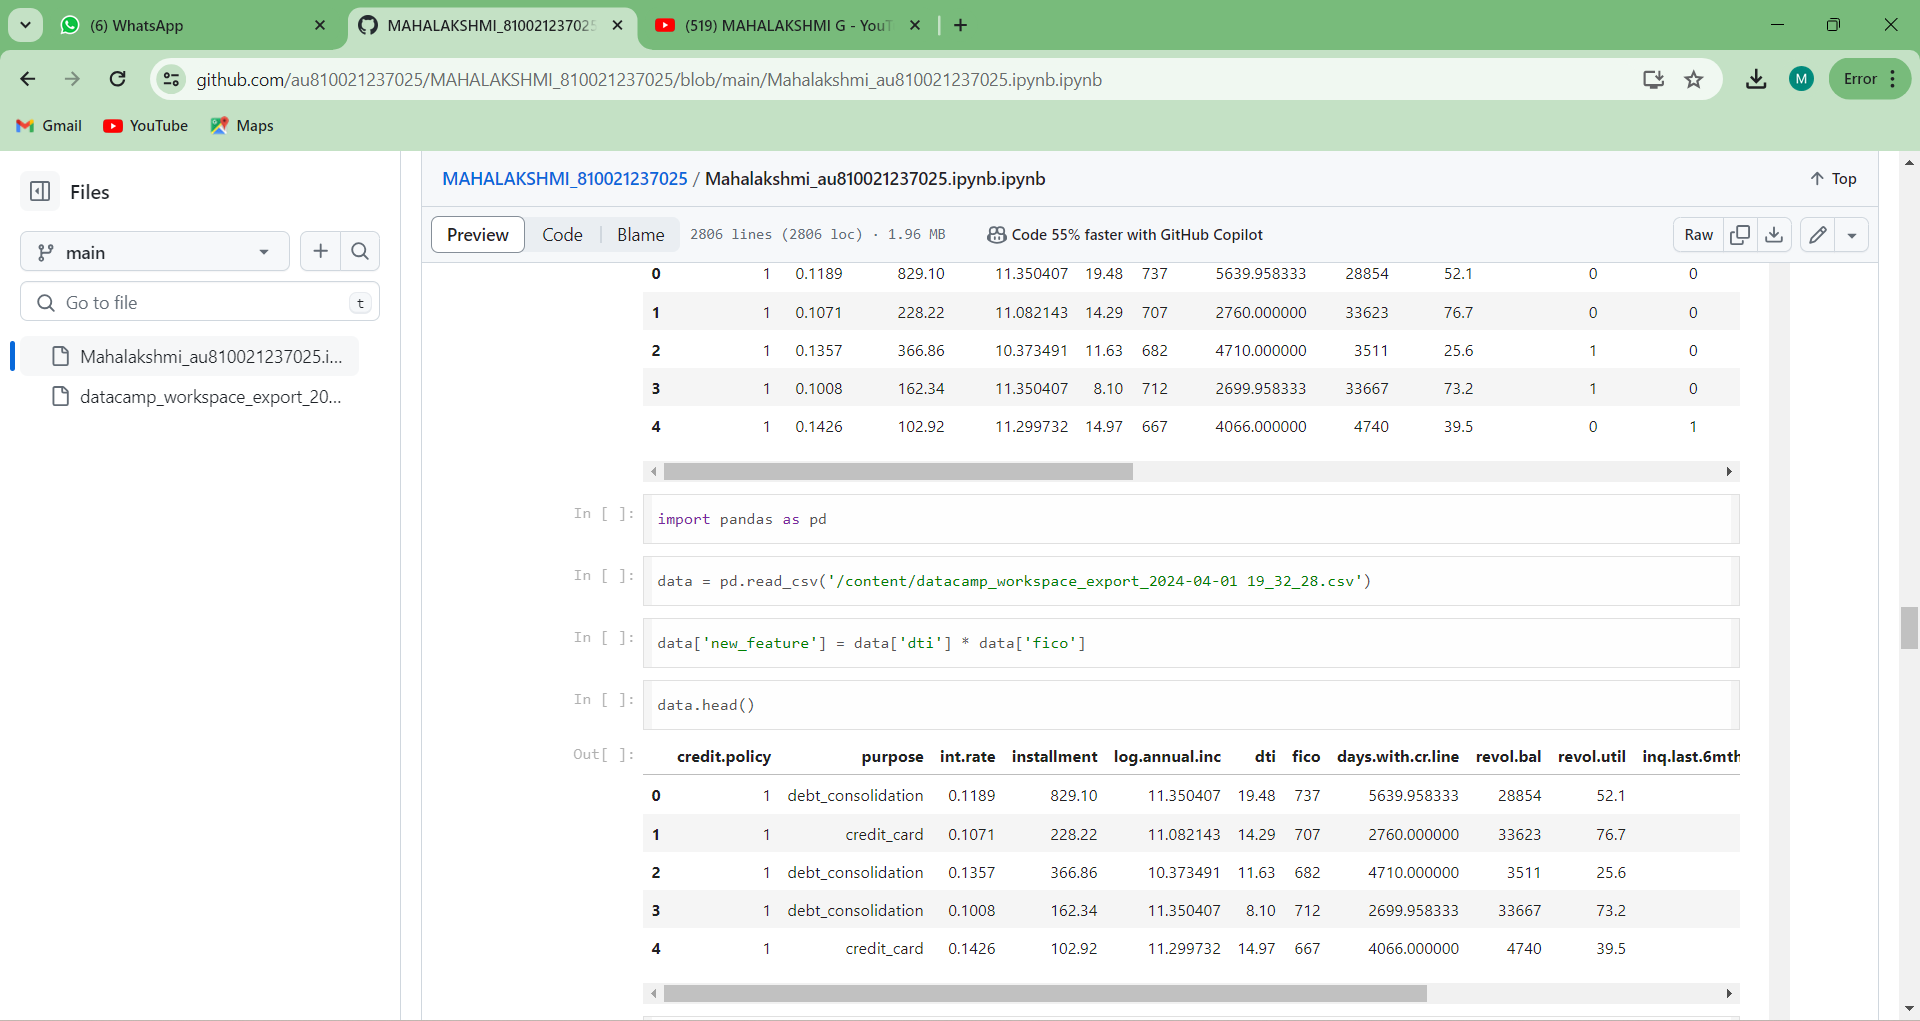 (6) WhatsApp
MAHALAKSHMI_810021237025
(519) MAHALAKSHMI G - YouT
github.com/au810021237025/MAHALAKSHMI_810021237025/blob/main/Mahalakshmi_au810021237025.ipynb.ipynb
M
Error
Gmail
YouTube
Maps
Files
main
Go to file
t
Mahalakshmi_au810021237025.i...
datacamp_workspace_export_20...
MAHALAKSHMI_810021237025 / Mahalakshmi_au810021237025.ipynb.ipynb
Top
Preview Code Blame 2806 lines (2806 loc) · 1.96 MB Code 55% faster with GitHub Copilot Raw
0 1 0.1189 829.10 11.350407 19.48 737 5639.958333 28854 52.1 0 0
1 1 0.1071 228.22 11.082143 14.29 707 2760.000000 33623 76.7 0 0
2 1 0.1357 366.86 10.373491 11.63 682 4710.000000 3511 25.6 1 0
3 1 0.1008 162.34 11.350407 8.10 712 2699.958333 33667 73.2 1 0
4 1 0.1426 102.92 11.299732 14.97 667 4066.000000 4740 39.5 0 1
In [ ]: import pandas as pd
In [ ]: data = pd.read_csv('/content/datacamp_workspace_export_2024-04-01 19_32_28.csv')
In [ ]: data['new_feature'] = data['dti'] * data['fico']
In [ ]: data.head()
Out[ ]: credit.policy purpose int.rate installment log.annual.inc dti fico days.with.cr.line revol.bal revol.util inq.last.6mth
0 1 debt_consolidation 0.1189 829.10 11.350407 19.48 737 5639.958333 28854 52.1
1 1 credit_card 0.1071 228.22 11.082143 14.29 707 2760.000000 33623 76.7
2 1 debt_consolidation 0.1357 366.86 10.373491 11.63 682 4710.000000 3511 25.6
3 1 debt_consolidation 0.1008 162.34 11.350407 8.10 712 2699.958333 33667 73.2
4 1 credit_card 0.1426 102.92 11.299732 14.97 667 4066.000000 4740 39.5